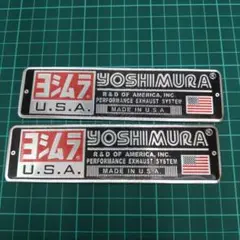 ヨシムラ
U.S.A.
YOSHIMURA®
R&D OF AMERICA, INC.
PERFORMANCE EXHAUST SYSTEM
MADE IN U.S.A.
ヨシムラ
U.S.A.
YOSHIMURA®
R&D OF AMERICA, INC.
PERFORMANCE EXHAUST SYSTEM
MADE IN U.S.A.